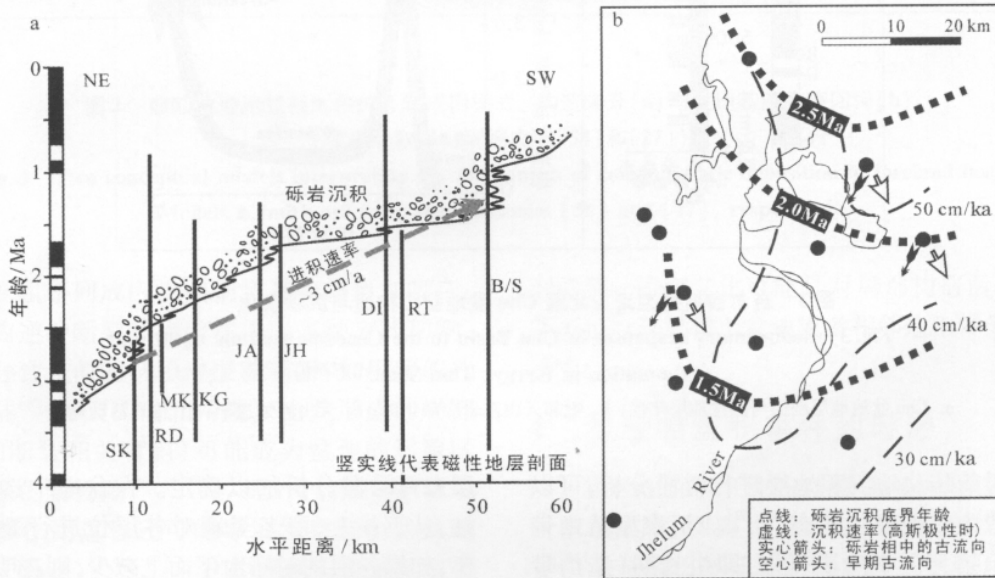 a
0
1
2
3
4
年龄/Ma
NE
SW
砾岩沉积
进积速率
3 cm/a
SK
RD
MK
KG
JA
JH
DI
RT
B/S
竖实线代表磁性地层剖面
0
10
20
30
40
50
60
水平距离/km
b
0 10 20 km
2.5Ma
2.0Ma
1.5Ma
50 cm/ka
40 cm/ka
30 cm/ka
Jhelum River
点线：砾岩沉积底界年龄
虚线：沉积速率(高斯极性时)
实心箭头：砾岩相中的古流向
空心箭头：早期古流向